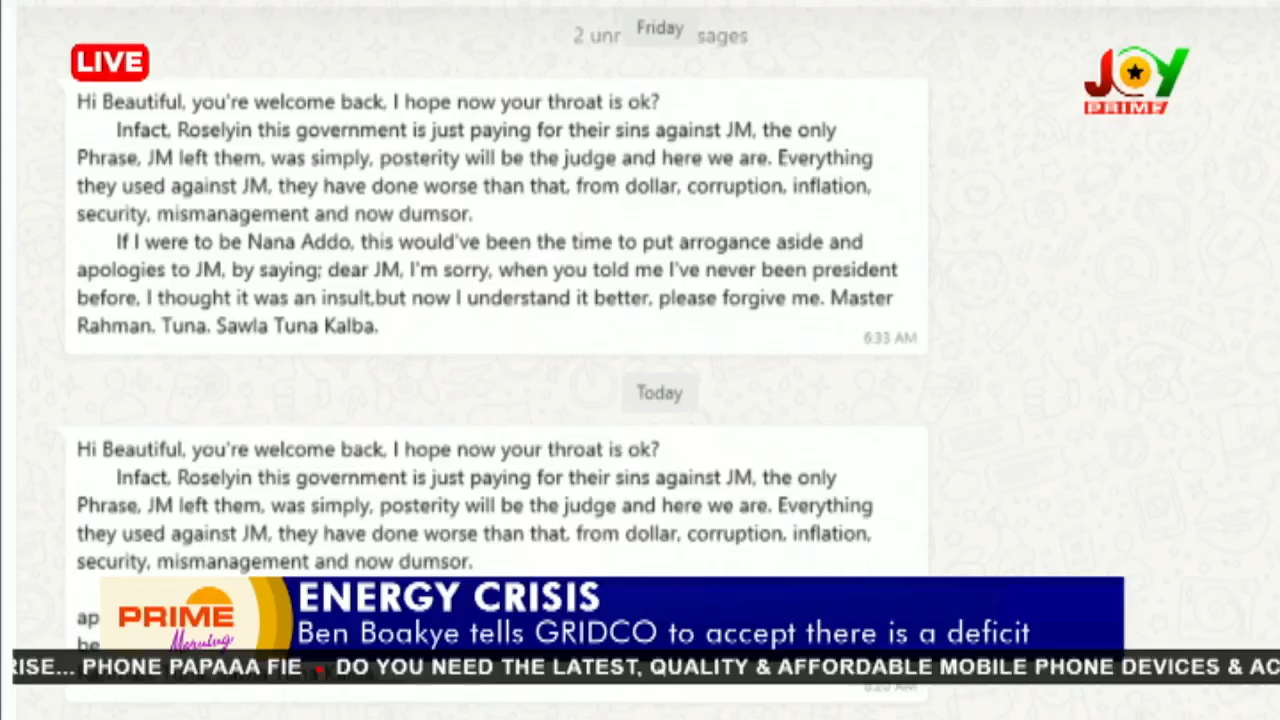 2 unr Friday sages
LIVE
JOY
PRIME
Hi Beautiful, you're welcome back, I hope now your throat is ok?
Infact, Roselyin this government is just paying for their sins against JM, the only
Phrase, JM left them, was simply, posterity will be the judge and here we are. Everything
they used against JM, they have done worse than that, from dollar, corruption, inflation,
security, mismanagement and now dumsor.
If I were to be Nana Addo, this would've been the time to put arrogance aside and
apologies to JM, by saying; dear JM, I'm sorry, when you told me I've never been president
before, I thought it was an insult,but now I understand it better, please forgive me. Master
Rahman. Tuna. Sawla Tuna Kalba.
6:33 AM
Today
Hi Beautiful, you're welcome back, I hope now your throat is ok?
Infact, Roselyin this government is just paying for their sins against JM, the only
Phrase, JM left them, was simply, posterity will be the judge and here we are. Everything
they used against JM, they have done worse than that, from dollar, corruption, inflation,
security, mismanagement and now dumsor.
ap
be
PRIME
Morning
ENERGY CRISIS
Ben Boakye tells GRIDCO to accept there is a deficit
RISE... PHONE PAPAAA FIE • DO YOU NEED THE LATEST, QUALITY & AFFORDABLE MOBILE PHONE DEVICES & AC